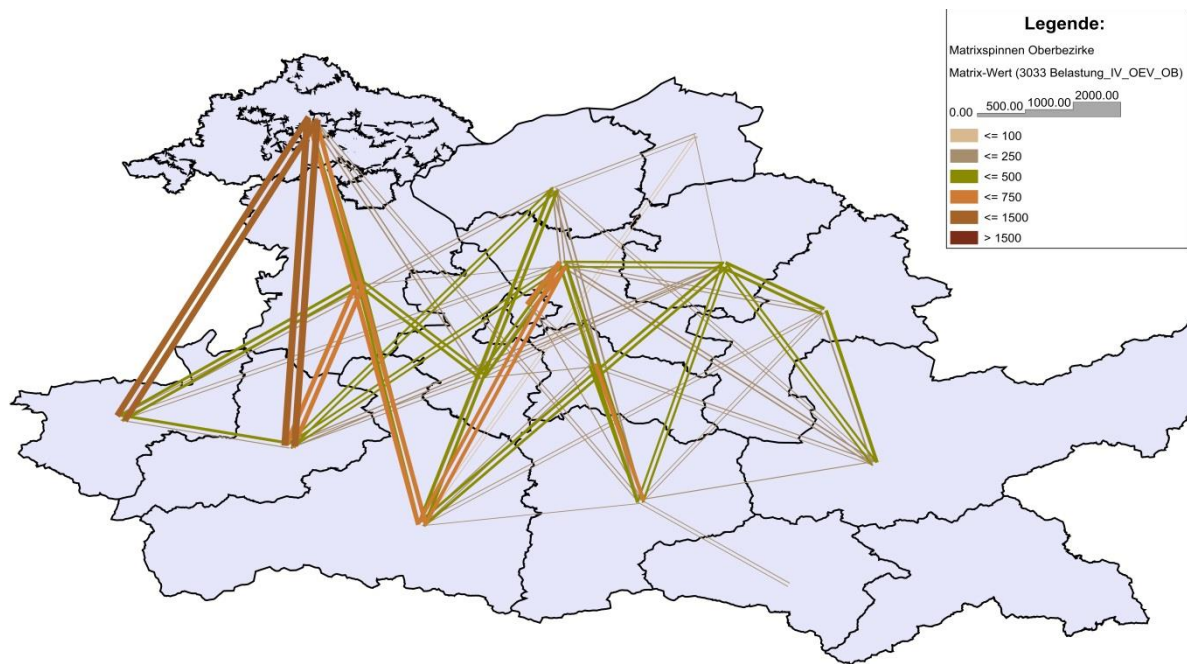 Legende:
Matrixspinnen Oberbezirke
Matrix-Wert (3033 Belastung_IV_OEV_OB)
0.00 500.00 1000.00 2000.00
<= 100
<= 250
<= 500
<= 750
<= 1500
> 1500